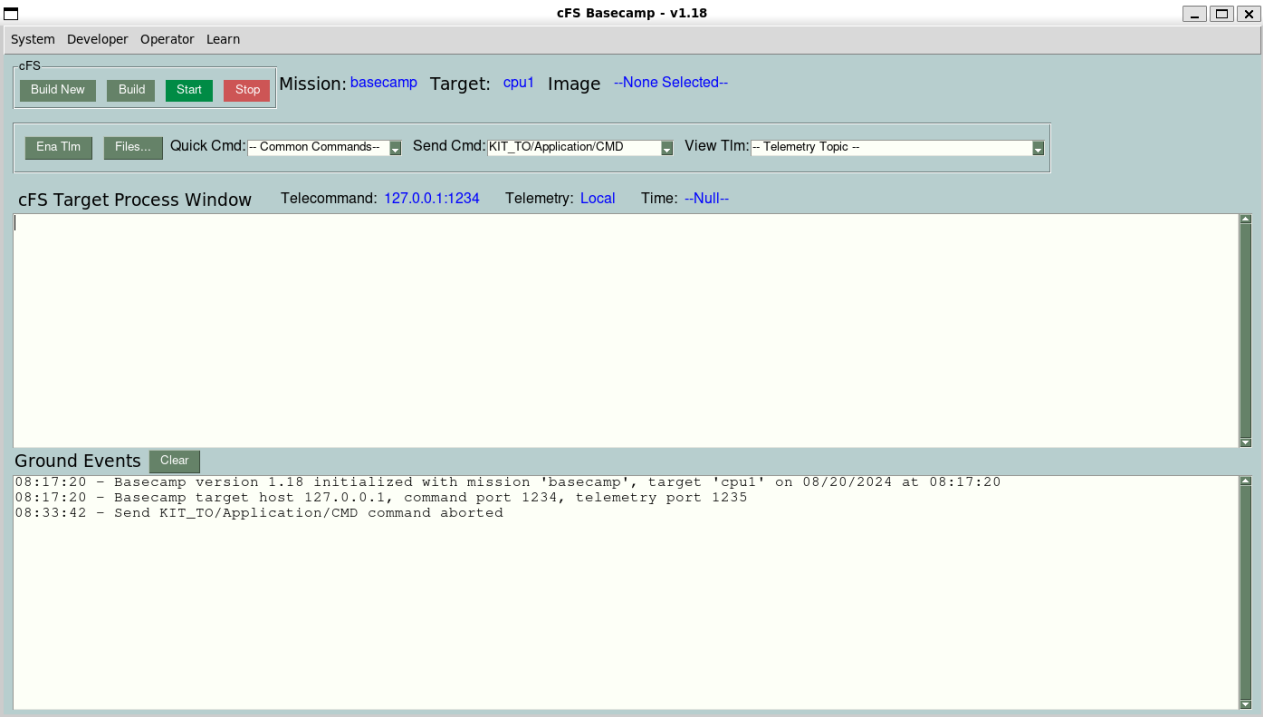 cFS Basecamp - v1.18
System Developer Operator Learn
cFS
Build New Build Start Stop Mission: basecamp Target: cpu1 Image --None Selected--
Ena Tlm Files... Quick Cmd: -- Common Commands-- Send Cmd: KIT_TO/Application/CMD View Tlm: -- Telemetry Topic --
cFS Target Process Window Telecommand: 127.0.0.1:1234 Telemetry: Local Time: --Null--
Ground Events Clear
08:17:20 - Basecamp version 1.18 initialized with mission 'basecamp', target 'cpu1' on 08/20/2024 at 08:17:20
08:17:20 - Basecamp target host 127.0.0.1, command port 1234, telemetry port 1235
08:33:42 - Send KIT_TO/Application/CMD command aborted